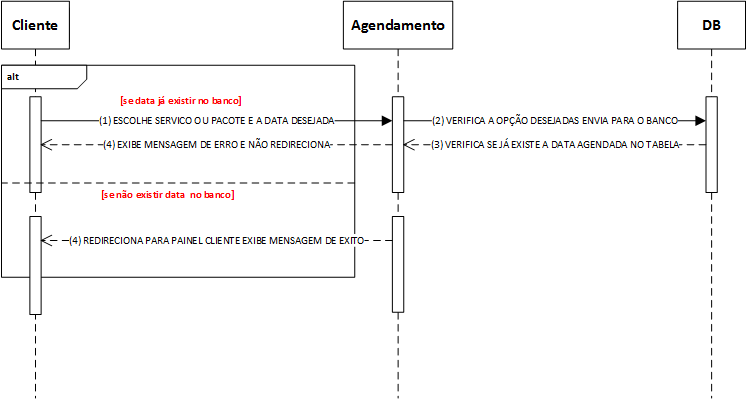 Cliente
Agendamento
DB
alt
[se data já existir no banco]
(1) ESCOLHE SERVICO OU PACOTE E A DATA DESEJADA
(2) VERIFICA A OPÇÃO DESEJADAS ENVIA PARA O BANCO
(4) EXIBE MENSAGEM DE ERRO E NÃO REDIRECIONA
(3) VERIFICA SE JÁ EXISTE A DATA AGENDADA NO TABELA
[se não existir data no banco]
(4) REDIRECIONA PARA PAINEL CLIENTE EXIBE MENSAGEM DE EXITO